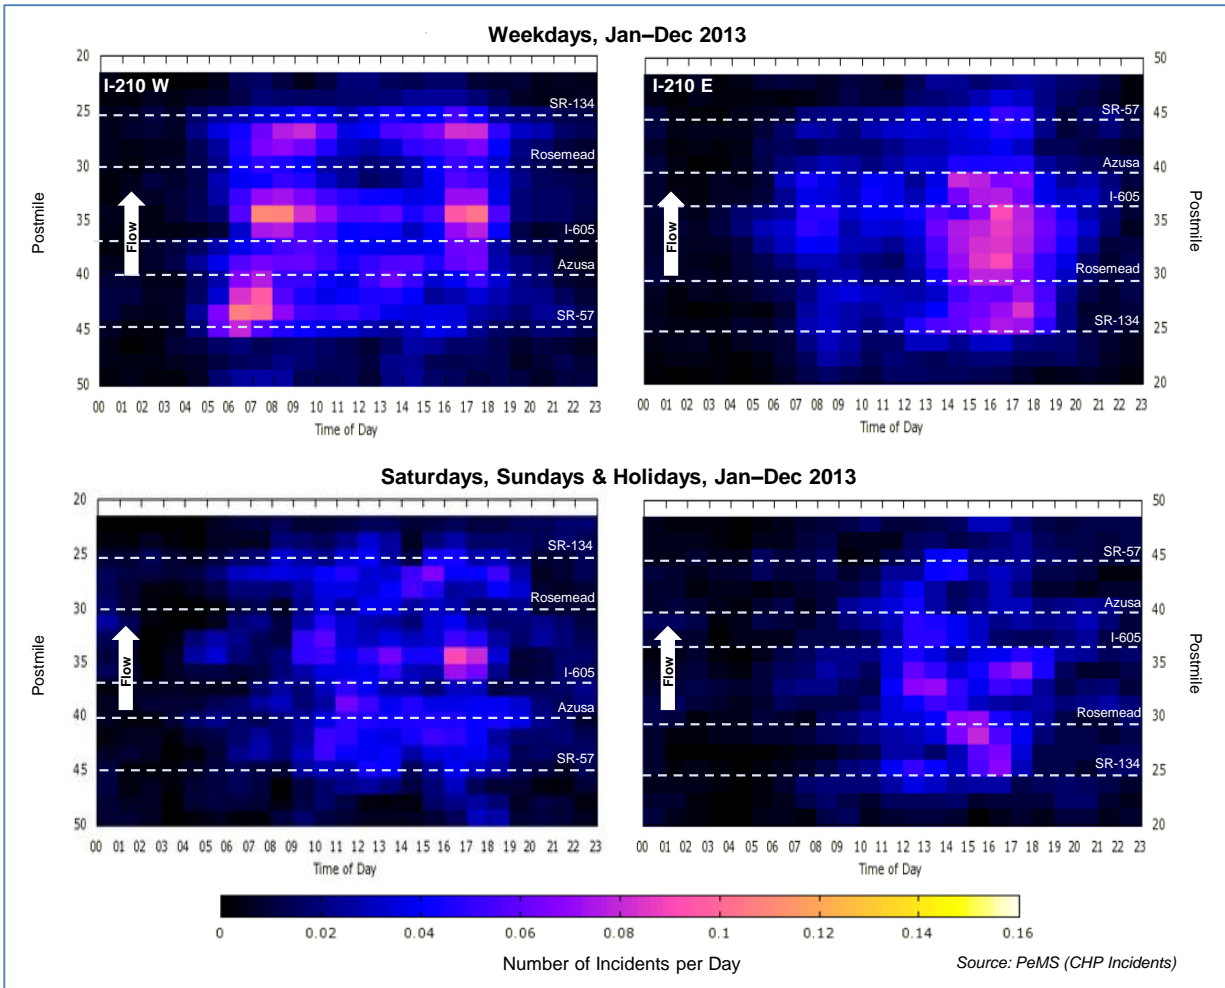 Weekdays, Jan–Dec 2013
I-210 W
20
25
30
35
40
45
50
Postmile
Flow
SR-134
Rosemead
I-605
Azusa
SR-57
00 01 02 03 04 05 06 07 08 09 10 11 12 13 14 15 16 17 18 19 20 21 22 23
Time of Day
I-210 E
50
45
40
35
30
25
20
Postmile
Flow
SR-57
Azusa
I-605
Rosemead
SR-134
00 01 02 03 04 05 06 07 08 09 10 11 12 13 14 15 16 17 18 19 20 21 22 23
Time of Day
Saturdays, Sundays & Holidays, Jan–Dec 2013
20
25
30
35
40
45
50
Postmile
Flow
SR-134
Rosemead
I-605
Azusa
SR-57
00 01 02 03 04 05 06 07 08 09 10 11 12 13 14 15 16 17 18 19 20 21 22 23
Time of Day
50
45
40
35
30
25
20
Postmile
Flow
SR-57
Azusa
I-605
Rosemead
SR-134
00 01 02 03 04 05 06 07 08 09 10 11 12 13 14 15 16 17 18 19 20 21 22 23
Time of Day
0 0.02 0.04 0.06 0.08 0.1 0.12 0.14 0.16
Number of Incidents per Day
Source: PeMS (CHP Incidents)